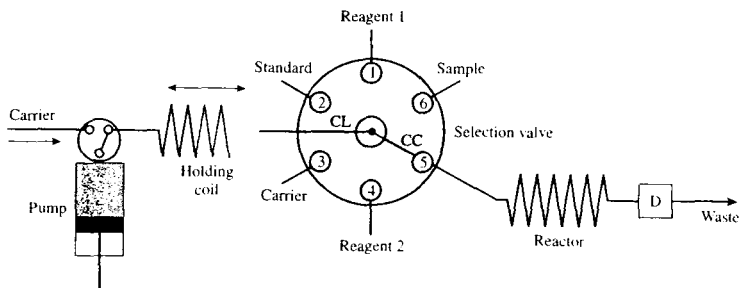 Reagent 1
Standard
Sample
1
2
6
Carrier
CL
CC
Selection valve
3
5
Holding
coil
Carrier
4
Pump
D
Waste
Reactor
Reagent 2